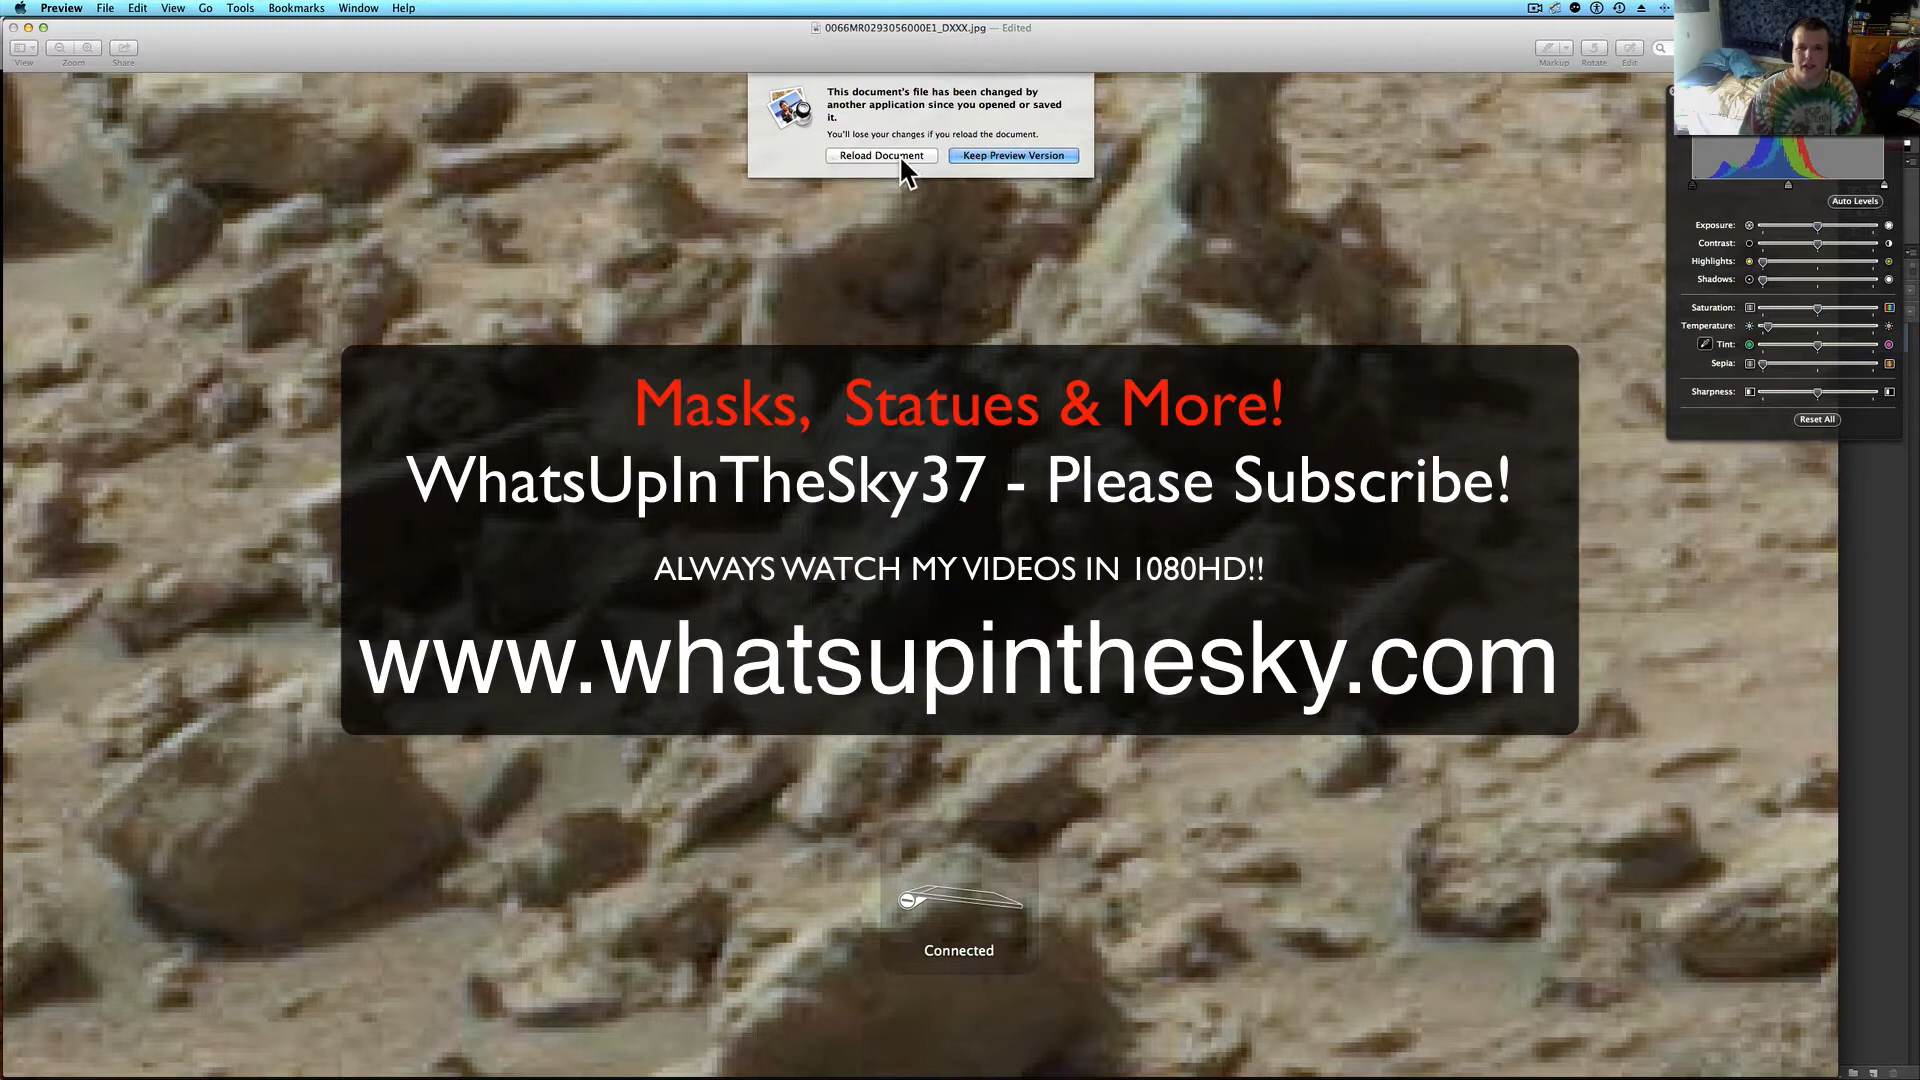 Preview File Edit View Go Tools Bookmarks Window Help
0066MR0293056000E1_DXXX.jpg — Edited
View Zoom Share Markup Rotate Edit
This document's file has been changed by
another application since you opened or saved
it.
You'll lose your changes if you reload the document.
Reload Document Keep Preview Version
Auto Levels
Exposure:
Contrast:
Highlights:
Shadows:
Saturation:
Temperature:
Tint:
Sepia:
Sharpness:
Reset All
Masks, Statues & More!
WhatsUpInTheSky37 - Please Subscribe!
ALWAYS WATCH MY VIDEOS IN 1080HD!!
www.whatsupinthesky.com
Connected